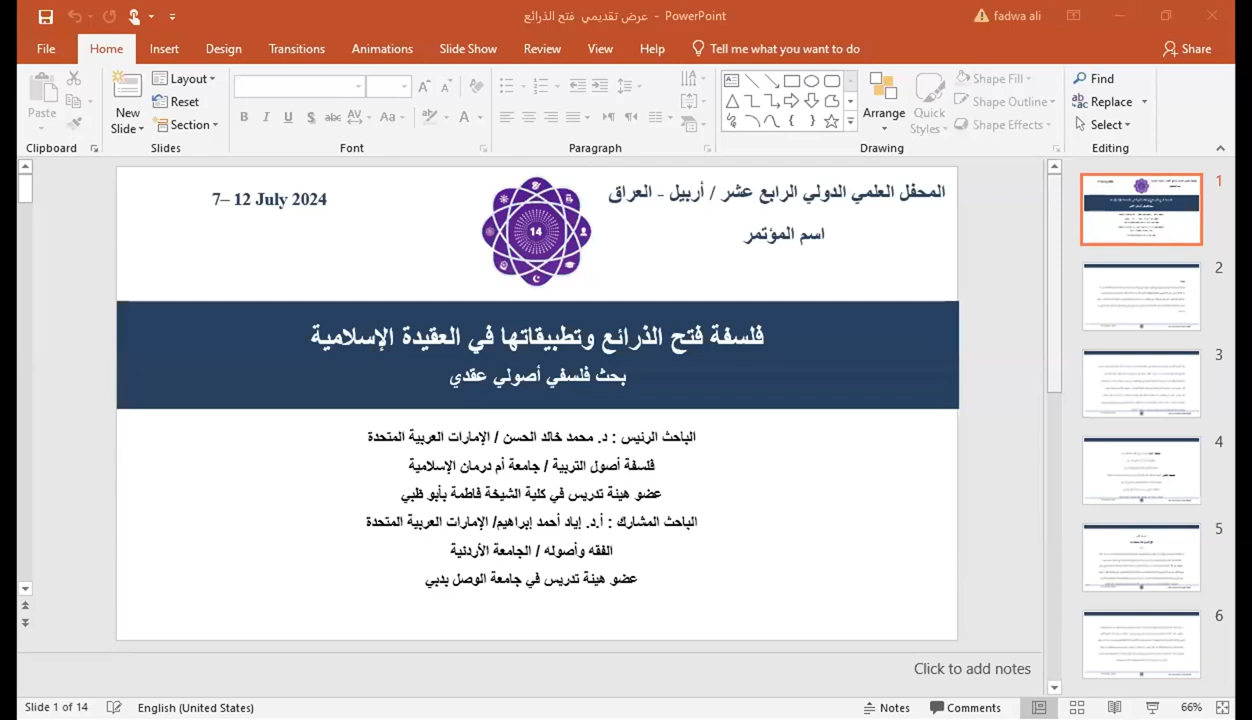 عرض تقديمي فتح الذرائع - PowerPoint
fadwa ali
File Home Insert Design Transitions Animations Slide Show Review View Help Tell me what you want to do Share
Paste
New Slide
Layout
Reset
Section
B I U S abc AV Aa A
Arrange
Quick Styles
Shape Fill
Shape Outline
Shape Effects
Find
Replace
Select
Clipboard Slides Font Paragraph Drawing Editing
المحفل العلمي الدولي الرابع عشر / أربيل - العراق
7– 12 July 2024
14
اسم المؤتمر
فلسفة فتح الذرائع وتطبيقاتها في العقيدة الإسلامية
بحث فلسفي أصولي عقدي
الباحث الرئيس : د. محمد خالد الحسن / الإمارات العربية المتحدة
فلسفة أصول التربية / جامعة أم درمان الإسلامية
عضو هيئة تدريس في كلية الشيخة فاطمة بأبو ظبي
الباحث المشارك : أ.د. إياد أحمد إبراهيم/ الإمارات العربية المتحدة
الفقه وأصوله / الجامعة الأردنية
عضو هيئة تدريس في جامعة الوصل بدبي
1
2
3
4
5
6
Click to add notes
Slide 1 of 14 English (United States) Notes Comments 66%